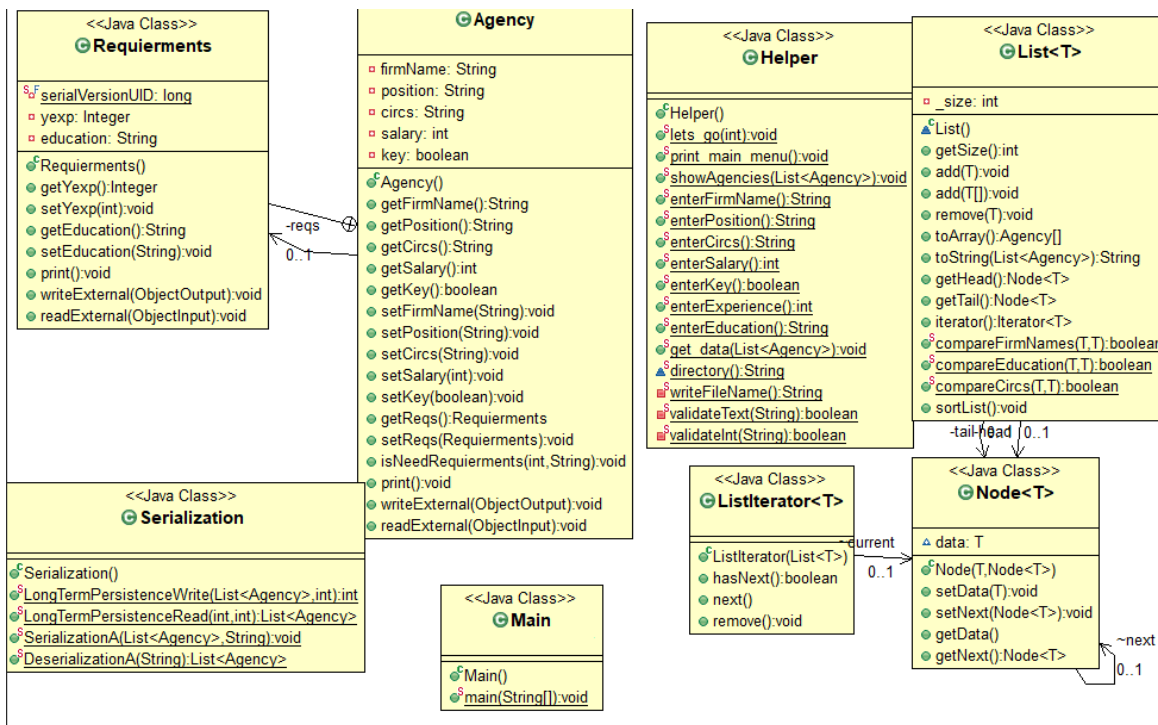 <<Java Class>>
Requierments
serialVersionUID: long
yexp: Integer
education: String
Requierments()
getYexp():Integer
setYexp(int):void
getEducation():String
setEducation(String):void
print():void
writeExternal(ObjectOutput):void
readExternal(ObjectInput):void
-reqs
0..1
Agency
firmName: String
position: String
circs: String
salary: int
key: boolean
Agency()
getFirmName():String
getPosition():String
getCircs():String
getSalary():int
getKey():boolean
setFirmName(String):void
setPosition(String):void
setCircs(String):void
setSalary(int):void
setKey(boolean):void
getReqs():Requierments
setReqs(Requierments):void
isNeedRequierments(int,String):void
print():void
writeExternal(ObjectOutput):void
readExternal(ObjectInput):void
<<Java Class>>
Helper
Helper()
lets_go(int):void
print_main_menu():void
showAgencies(List<Agency>):void
enterFirmName():String
enterPosition():String
enterCircs():String
enterSalary():int
enterKey():boolean
enterExperience():int
enterEducation():String
get_data(List<Agency>):void
directory():String
writeFileName():String
validateText(String):boolean
validateInt(String):boolean
<<Java Class>>
List<T>
_size: int
List()
getSize():int
add(T):void
add(T[]):void
remove(T):void
toArray():Agency[]
toString(List<Agency>):String
getHead():Node<T>
getTail():Node<T>
iterator():Iterator<T>
compareFirmNames(T,T):boolean
compareEducation(T,T):boolean
compareCircs(T,T):boolean
sortList():void
-tail
-head
0..1
0..1
<<Java Class>>
Serialization
Serialization()
LongTermPersistenceWrite(List<Agency>,int):int
LongTermPersistenceRead(int,int):List<Agency>
SerializationA(List<Agency>,String):void
DeserializationA(String):List<Agency>
<<Java Class>>
Main
Main()
main(String[]):void
<<Java Class>>
ListIterator<T>
ListIterator(List<T>)
hasNext():boolean
next()
remove():void
-current
0..1
<<Java Class>>
Node<T>
data: T
Node(T,Node<T>)
setData(T):void
setNext(Node<T>):void
getData()
getNext():Node<T>
~next
0..1